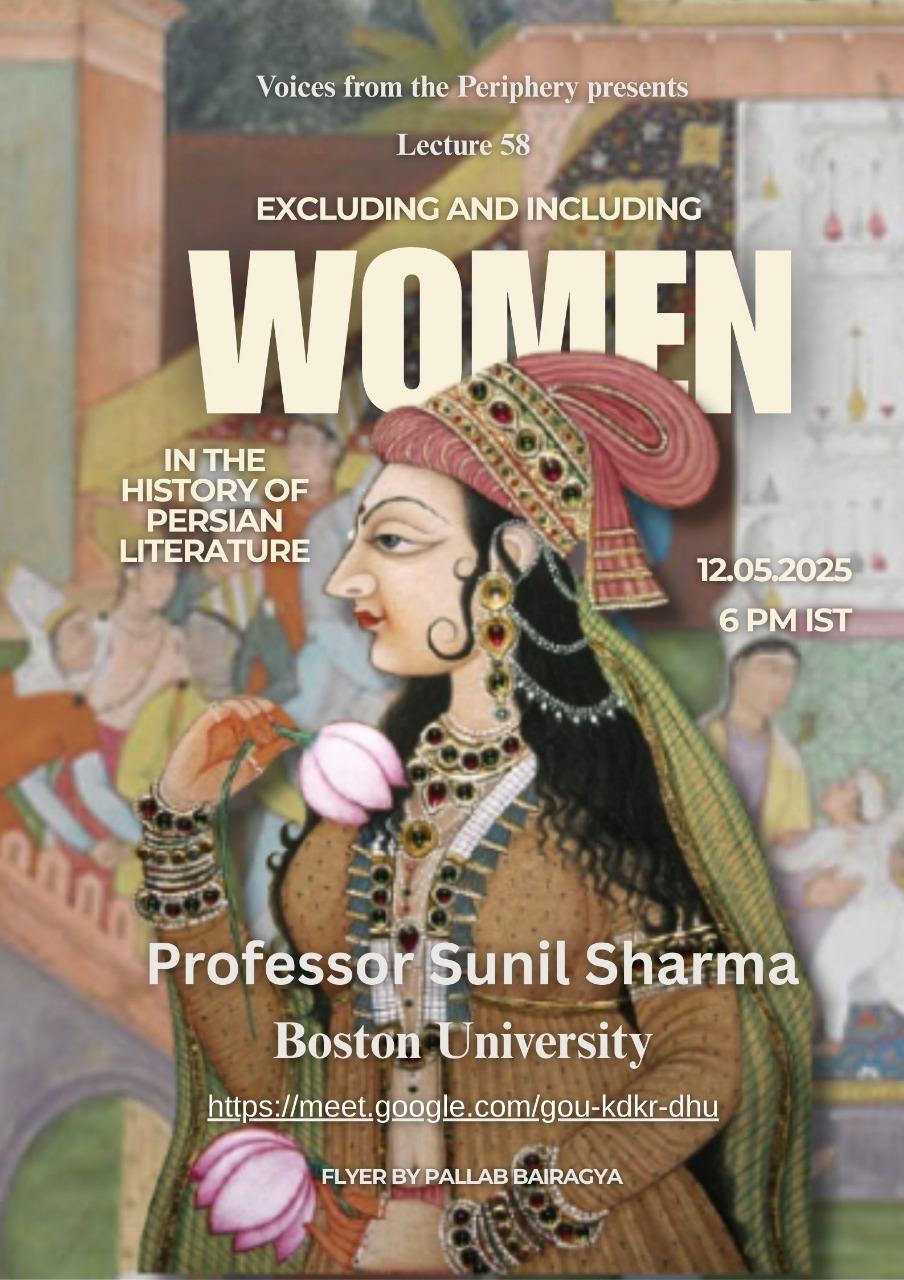 Voices from the Periphery presents
Lecture 58
EXCLUDING AND INCLUDING
WOMEN
IN THE
HISTORY OF
PERSIAN
LITERATURE
12.05.2025
6 PM IST
Professor Sunil Sharma
Boston University
https://meet.google.com/gou-kdkr-dhu
FLYER BY PALLAB BAIRAGYA